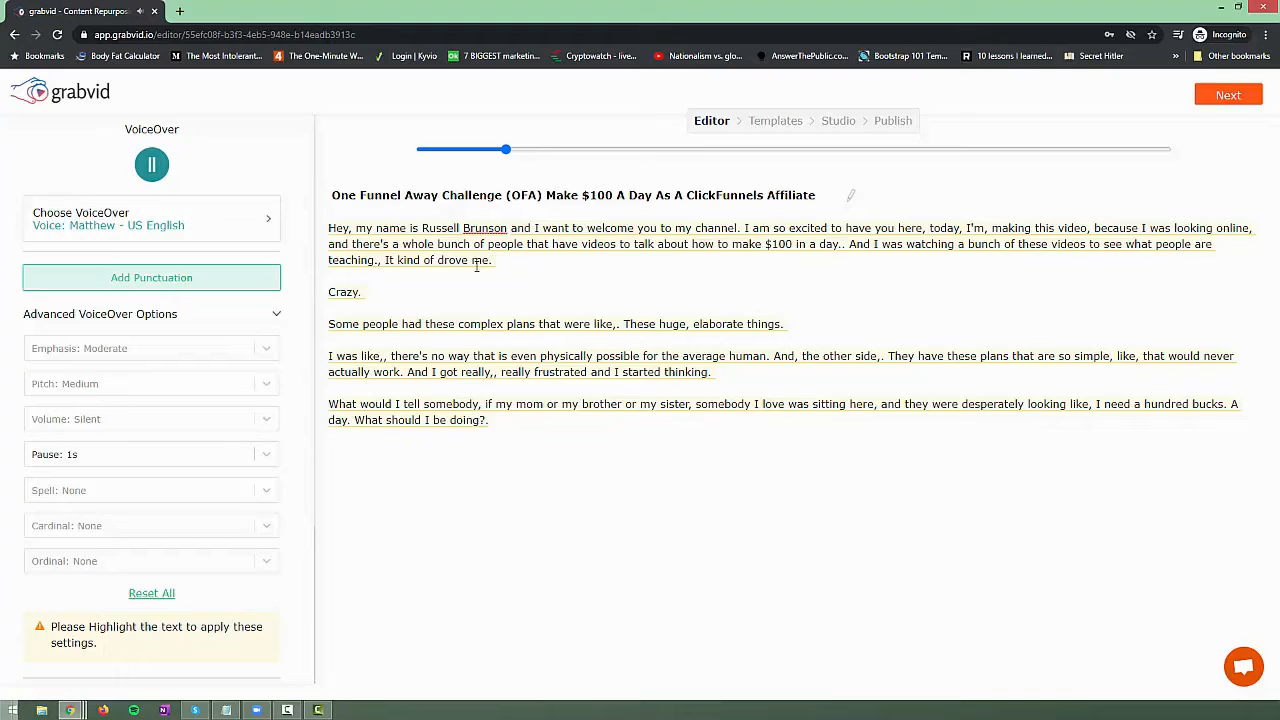 grabvid - Content Repurpos
app.grabvid.io/editor/55efc08f-b3f3-4eb5-948e-b14eadb3913c
Incognito
Bookmarks
Body Fat Calculator
The Most Intolerant...
The One-Minute W...
Login | Kyvio
7 BIGGEST marketin...
Cryptowatch - live...
Nationalism vs. glo...
AnswerThePublic.co...
Bootstrap 101 Tem...
10 lessons I learned...
Secret Hitler
Other bookmarks
grabvid
Next
Editor > Templates > Studio > Publish
VoiceOver
Choose VoiceOver
Voice: Matthew - US English
Add Punctuation
Advanced VoiceOver Options
Emphasis: Moderate
Pitch: Medium
Volume: Silent
Pause: 1s
Spell: None
Cardinal: None
Ordinal: None
Reset All
Please Highlight the text to apply these
settings.
One Funnel Away Challenge (OFA) Make $100 A Day As A ClickFunnels Affiliate
Hey, my name is Russell Brunson and I want to welcome you to my channel. I am so excited to have you here, today, I'm, making this video, because I was looking online,
and there's a whole bunch of people that have videos to talk about how to make $100 in a day.. And I was watching a bunch of these videos to see what people are
teaching., It kind of drove me.
Crazy.
Some people had these complex plans that were like,. These huge, elaborate things.
I was like,, there's no way that is even physically possible for the average human. And, the other side,. They have these plans that are so simple, like, that would never
actually work. And I got really,, really frustrated and I started thinking.
What would I tell somebody, if my mom or my brother or my sister, somebody I love was sitting here, and they were desperately looking like, I need a hundred bucks. A
day. What should I be doing?.